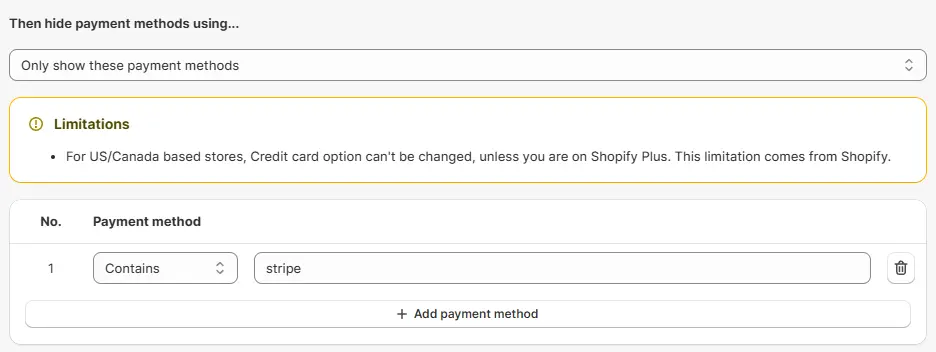 Then hide payment methods using...
Only show these payment methods
Limitations
• For US/Canada based stores, Credit card option can't be changed, unless you are on Shopify Plus. This limitation comes from Shopify.
No. Payment method
1 Contains stripe
+ Add payment method